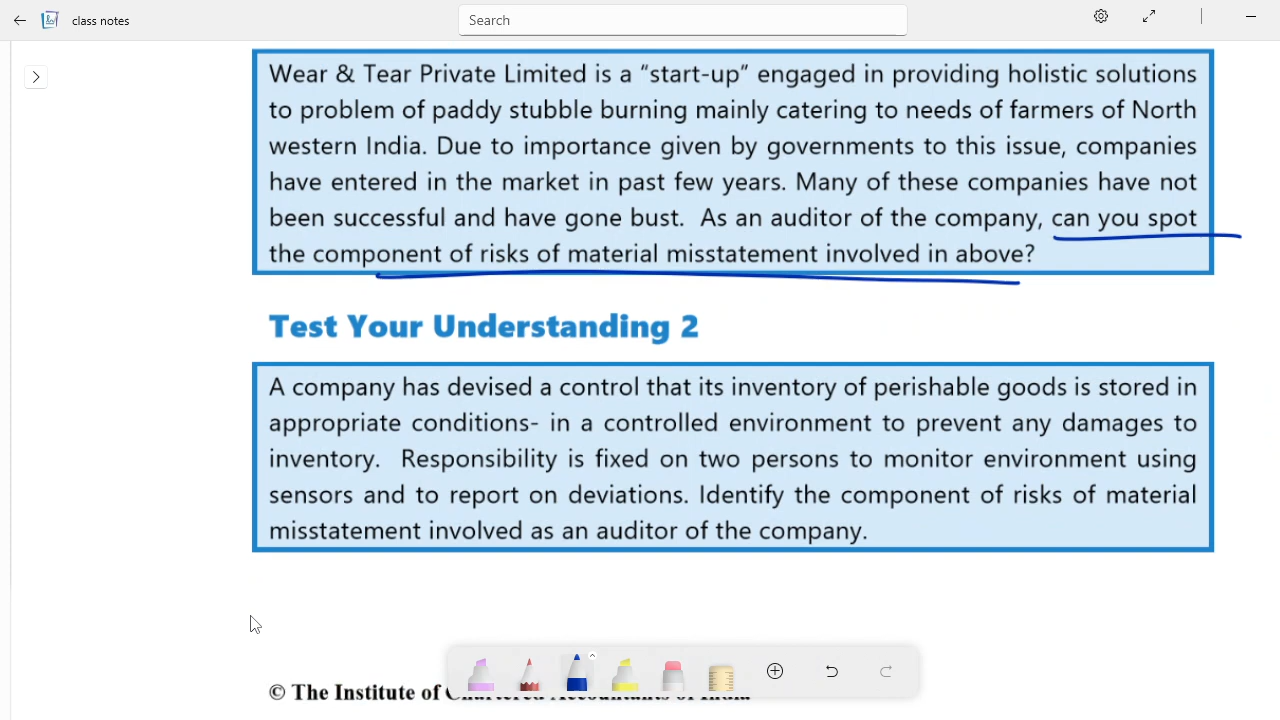 class notes
Search
Wear & Tear Private Limited is a “start-up” engaged in providing holistic solutions
to problem of paddy stubble burning mainly catering to needs of farmers of North
western India. Due to importance given by governments to this issue, companies
have entered in the market in past few years. Many of these companies have not
been successful and have gone bust. As an auditor of the company, can you spot
the component of risks of material misstatement involved in above?
Test Your Understanding 2
A company has devised a control that its inventory of perishable goods is stored in
appropriate conditions- in a controlled environment to prevent any damages to
inventory. Responsibility is fixed on two persons to monitor environment using
sensors and to report on deviations. Identify the component of risks of material
misstatement involved as an auditor of the company.
© The Institute of Chartered Accountants of India